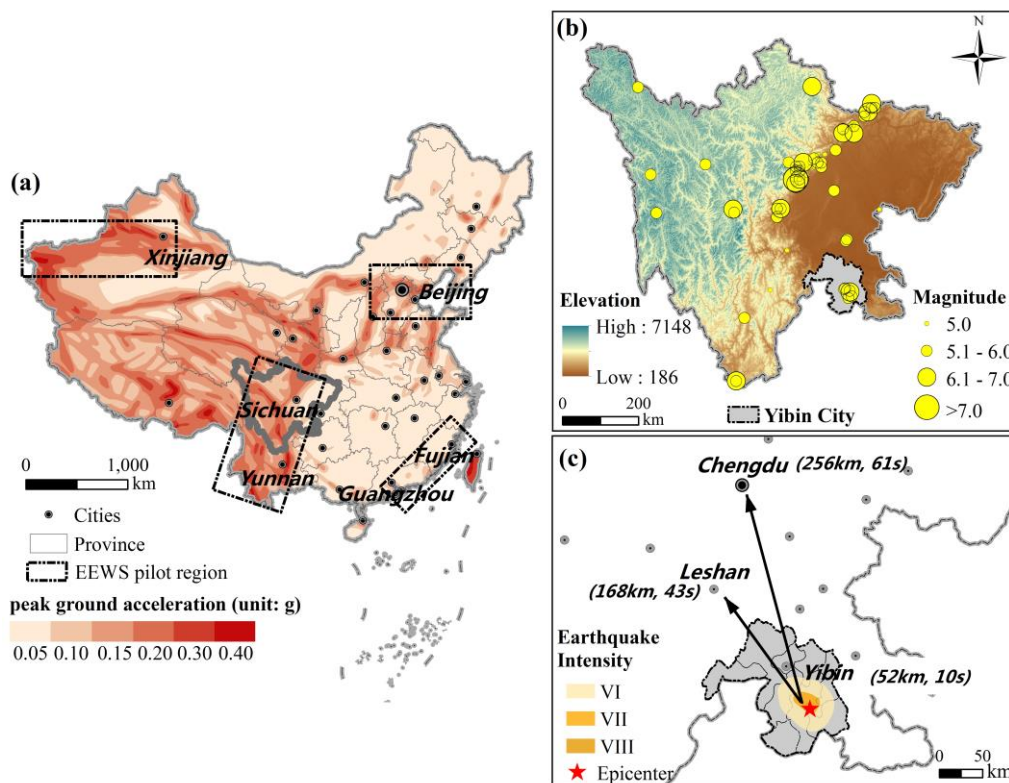 (a)
Xinjiang
Beijing
Sichuan
Yunnan
Fujian
Guangzhou
0 1,000
km
Cities
Province
EEWS pilot region
peak ground acceleration (unit: g)
0.05 0.10 0.15 0.20 0.30 0.40
(b)
N
Elevation
High : 7148
Low : 186
0 200
km
Magnitude
5.0
5.1 - 6.0
6.1 - 7.0
>7.0
Yibin City
(c)
Chengdu (256km, 61s)
Leshan
(168km, 43s)
Yibin (52km, 10s)
Earthquake
Intensity
VI
VII
VIII
Epicenter
0 50
km